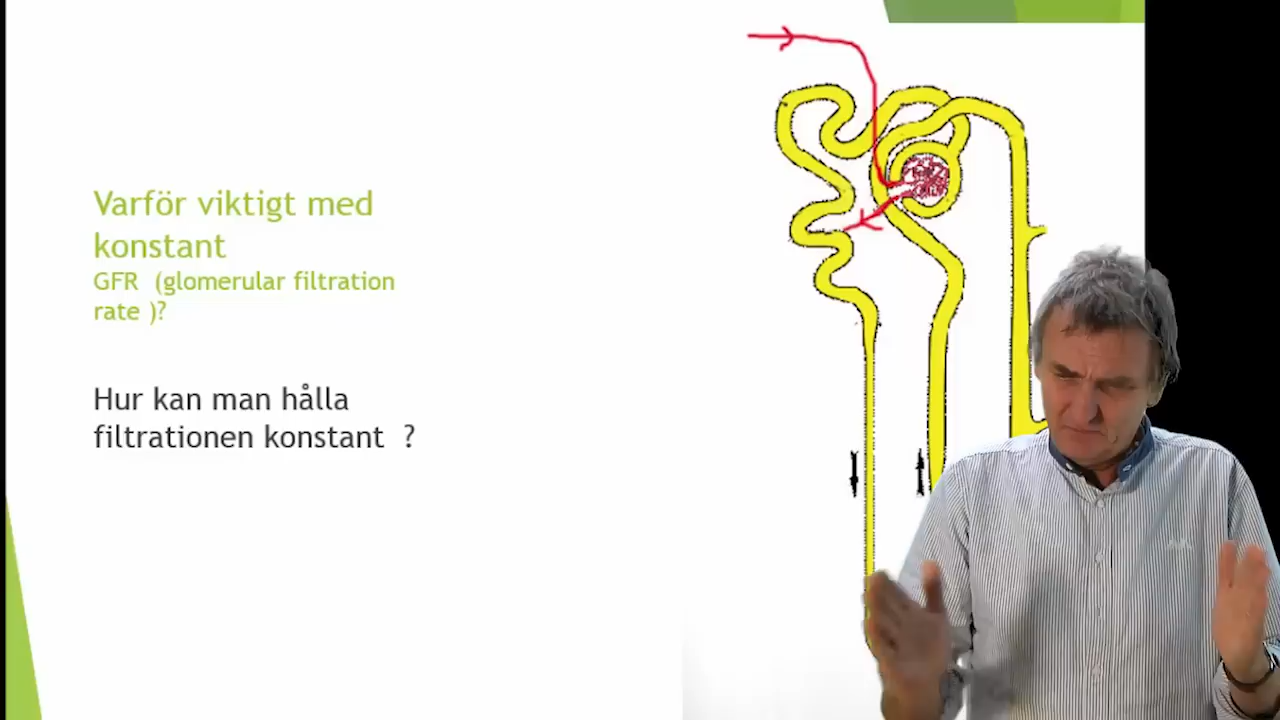 Varför viktigt med
konstant
GFR (glomerular filtration
rate )?
Hur kan man hålla
filtrationen konstant ?